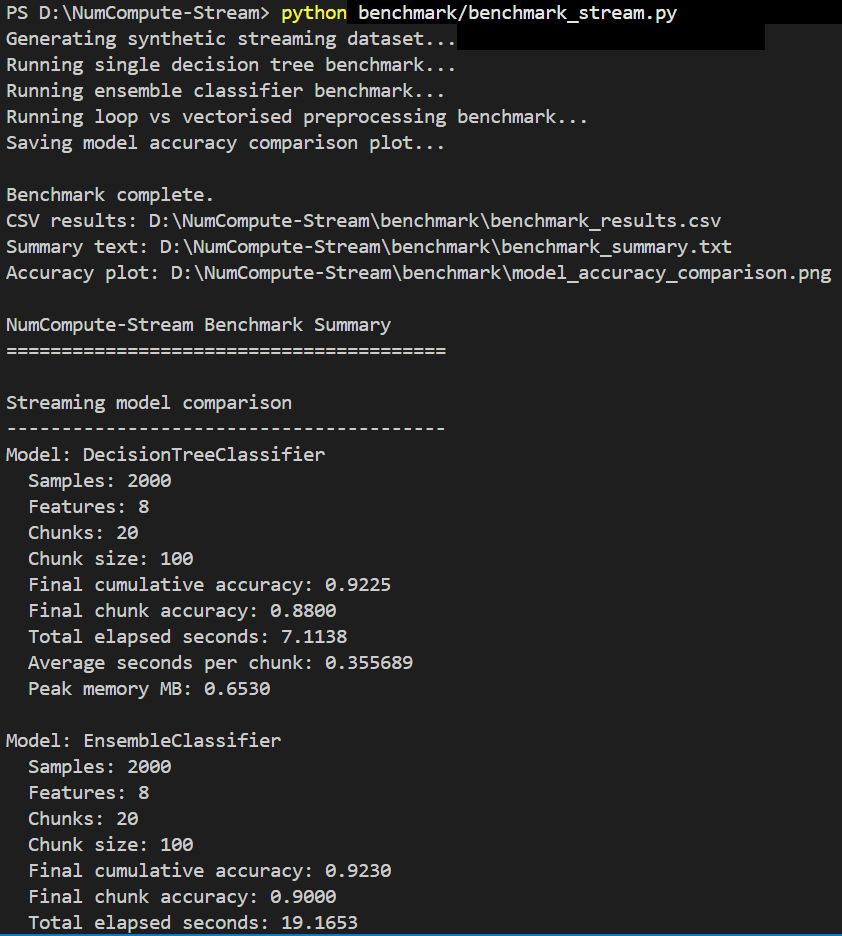 PS D:\NumCompute-Stream> python benchmark/benchmark_stream.py
Generating synthetic streaming dataset...
Running single decision tree benchmark...
Running ensemble classifier benchmark...
Running loop vs vectorised preprocessing benchmark...
Saving model accuracy comparison plot...

Benchmark complete.
CSV results: D:\NumCompute-Stream\benchmark\benchmark_results.csv
Summary text: D:\NumCompute-Stream\benchmark\benchmark_summary.txt
Accuracy plot: D:\NumCompute-Stream\benchmark\model_accuracy_comparison.png

NumCompute-Stream Benchmark Summary
========================================

Streaming model comparison
----------------------------------------
Model: DecisionTreeClassifier
  Samples: 2000
  Features: 8
  Chunks: 20
  Chunk size: 100
  Final cumulative accuracy: 0.9225
  Final chunk accuracy: 0.8800
  Total elapsed seconds: 7.1138
  Average seconds per chunk: 0.355689
  Peak memory MB: 0.6530

Model: EnsembleClassifier
  Samples: 2000
  Features: 8
  Chunks: 20
  Chunk size: 100
  Final cumulative accuracy: 0.9230
  Final chunk accuracy: 0.9000
  Total elapsed seconds: 19.1653